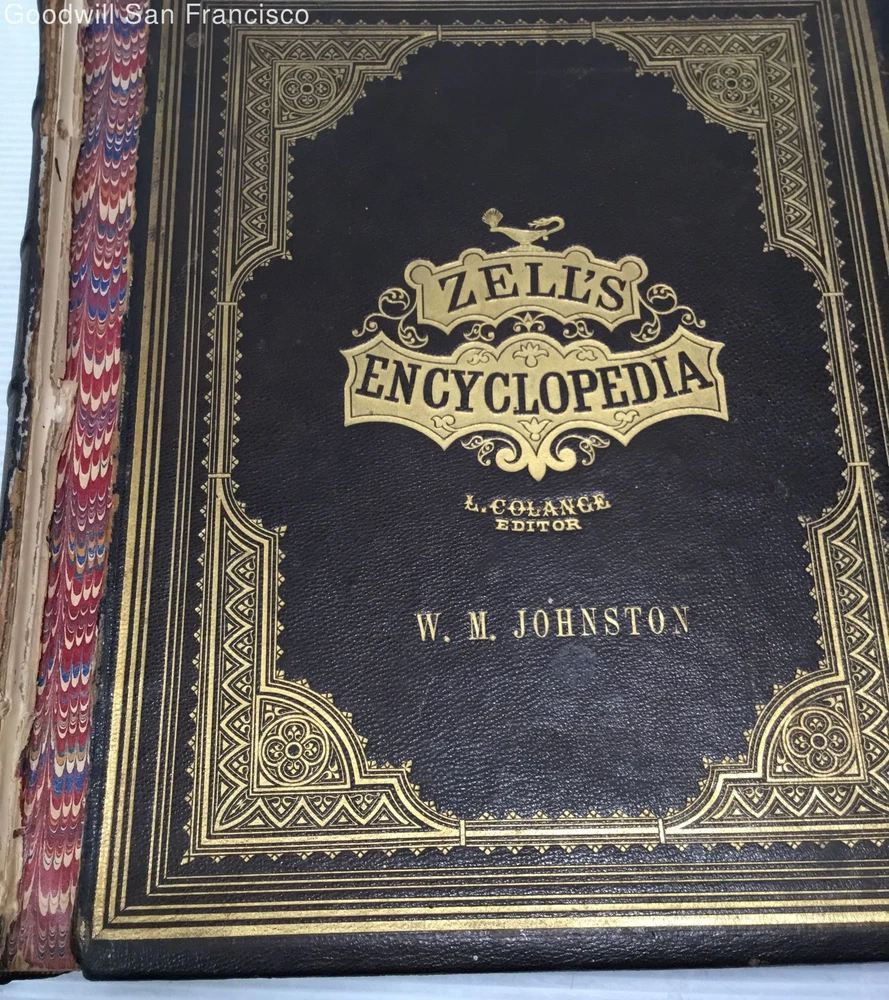 Goodwill San Francisco
ZELL'S
ENCYCLOPEDIA
L. COLANGE
EDITOR
W. M. JOHNSTON